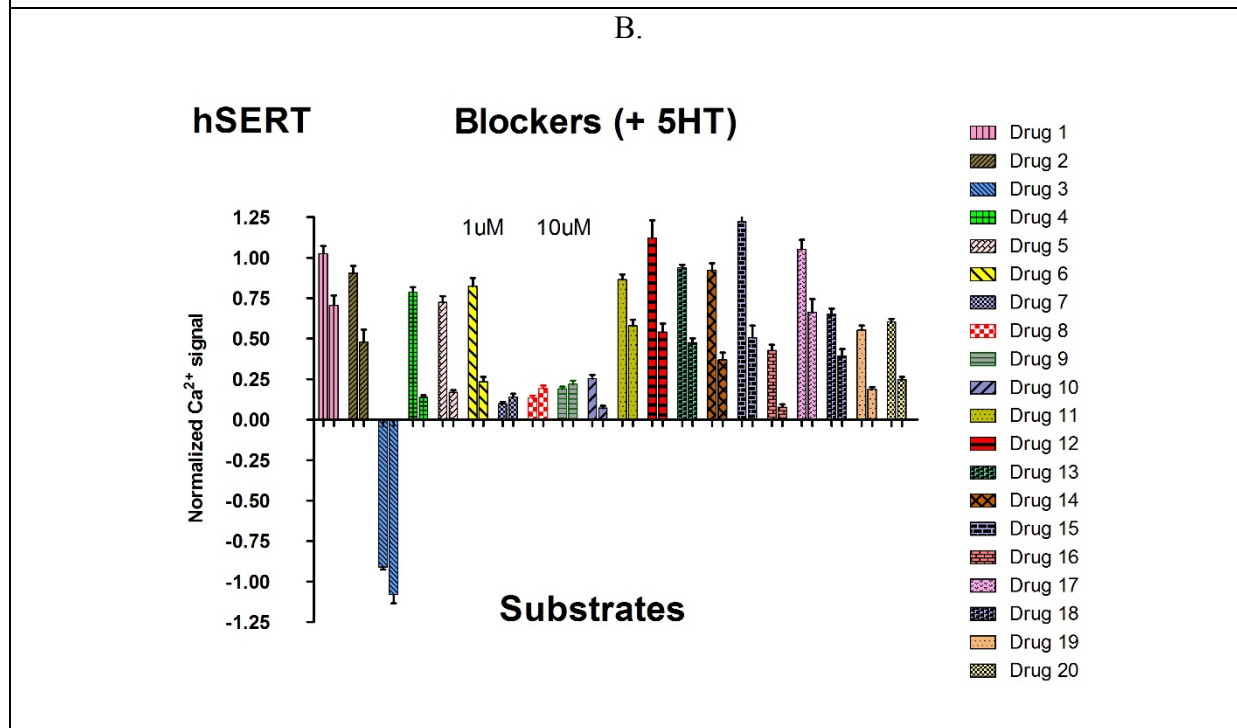 B.
hSERT Blockers (+ 5HT)
1uM 10uM
Normalized Ca²⁺ signal
1.25
1.00
0.75
0.50
0.25
0.00
-0.25
-0.50
-0.75
-1.00
-1.25
Substrates
Drug 1
Drug 2
Drug 3
Drug 4
Drug 5
Drug 6
Drug 7
Drug 8
Drug 9
Drug 10
Drug 11
Drug 12
Drug 13
Drug 14
Drug 15
Drug 16
Drug 17
Drug 18
Drug 19
Drug 20